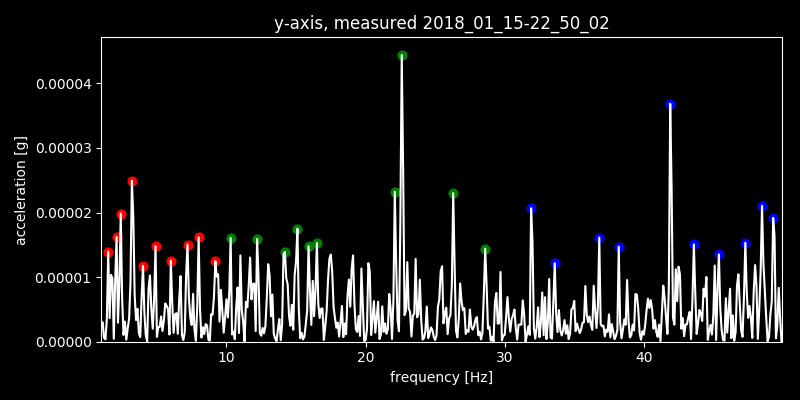 y-axis, measured 2018_01_15-22_50_02
acceleration [g]
0.00004
0.00003
0.00002
0.00001
0.00000
10 20 30 40
frequency [Hz]